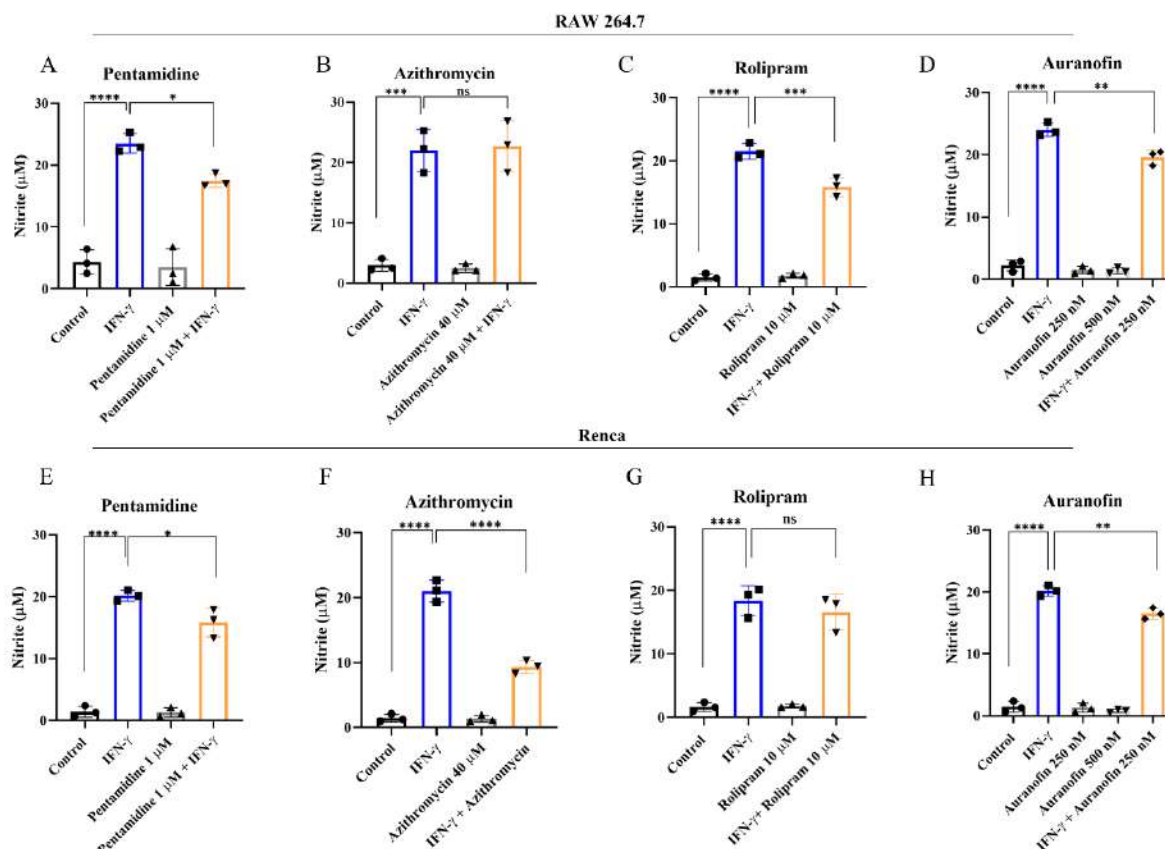 RAW 264.7
A
Pentamidine
**** *
Nitrite (μM)
30
20
10
0
Control
IFN-γ
Pentamidine 1 μM
Pentamidine 1 μM + IFN-γ
B
Azithromycin
*** ns
Nitrite (μM)
30
20
10
0
Control
IFN-γ
Azithromycin 40 μM
Azithromycin 40 μM + IFN-γ
C
Rolipram
**** ***
Nitrite (μM)
30
20
10
0
Control
IFN-γ
Rolipram 10 μM
IFN-γ + Rolipram 10 μM
D
Auranofin
**** **
Nitrite (μM)
30
20
10
0
Control
IFN-γ
Auranofin 250 nM
Auranofin 500 nM
IFN-γ+ Auranofin 250 nM
Renca
E
Pentamidine
**** *
Nitrite (μM)
30
20
10
0
Control
IFN-γ
Pentamidine 1 μM
Pentamidine 1 μM + IFN-γ
F
Azithromycin
**** ****
Nitrite (μM)
30
20
10
0
Control
IFN-γ
Azithromycin 40 μM
IFN-γ + Azithromycin
G
Rolipram
**** ns
Nitrite (μM)
30
20
10
0
Control
IFN-γ
Rolipram 10 μM
IFN-γ+ Rolipram 10 μM
H
Auranofin
**** **
Nitrite (μM)
30
20
10
0
Control
IFN-γ
Auranofin 250 nM
Auranofin 500 nM
IFN-γ + Auranofin 250 nM